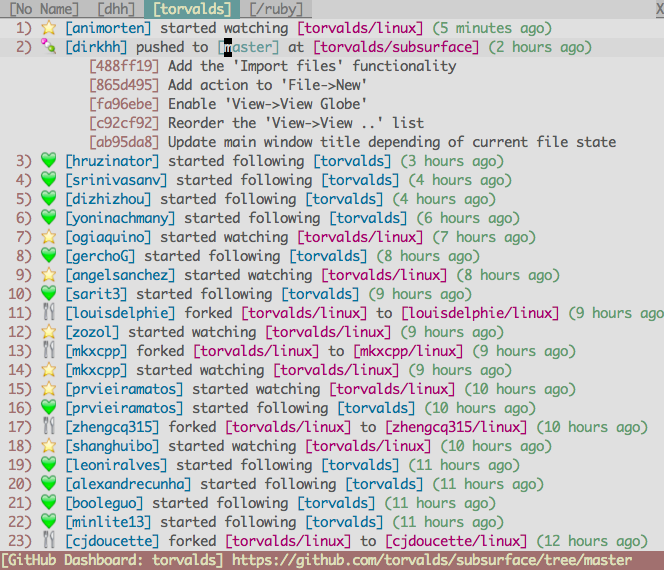 [No Name] [dhh] [torvalds] [/ruby] X
1) [animorten] started watching [torvalds/linux] (5 minutes ago)
2) [dirkhh] pushed to [master] at [torvalds/subsurface] (2 hours ago)
[488ff19] Add the 'Import files' functionality
[865d495] Add action to 'File->New'
[fa96ebe] Enable 'View->View Globe'
[c92cf92] Reorder the 'View->View ..' list
[ab95da8] Update main window title depending of current file state
3) [hruzinator] started following [torvalds] (3 hours ago)
4) [srinivasanv] started following [torvalds] (4 hours ago)
5) [dizhizhou] started following [torvalds] (4 hours ago)
6) [yoninachmany] started following [torvalds] (6 hours ago)
7) [ogiaquino] started watching [torvalds/linux] (7 hours ago)
8) [gerchoG] started following [torvalds] (8 hours ago)
9) [angelsanchez] started watching [torvalds/linux] (8 hours ago)
10) [sarit3] started following [torvalds] (9 hours ago)
11) [louisdelphie] forked [torvalds/linux] to [louisdelphie/linux] (9 hours ago
12) [zozol] started watching [torvalds/linux] (9 hours ago)
13) [mkxcpp] forked [torvalds/linux] to [mkxcpp/linux] (9 hours ago)
14) [mkxcpp] started watching [torvalds/linux] (9 hours ago)
15) [prvieiramatos] started watching [torvalds/linux] (10 hours ago)
16) [prvieiramatos] started following [torvalds] (10 hours ago)
17) [zhengcq315] forked [torvalds/linux] to [zhengcq315/linux] (10 hours ago)
18) [shanghuibo] started watching [torvalds/linux] (10 hours ago)
19) [leoniralves] started following [torvalds] (11 hours ago)
20) [alexandrecunha] started following [torvalds] (11 hours ago)
21) [booleguo] started following [torvalds] (11 hours ago)
22) [minlite13] started following [torvalds] (11 hours ago)
23) [cjdoucette] forked [torvalds/linux] to [cjdoucette/linux] (12 hours ago)
[GitHub Dashboard: torvalds] https://github.com/torvalds/subsurface/tree/master